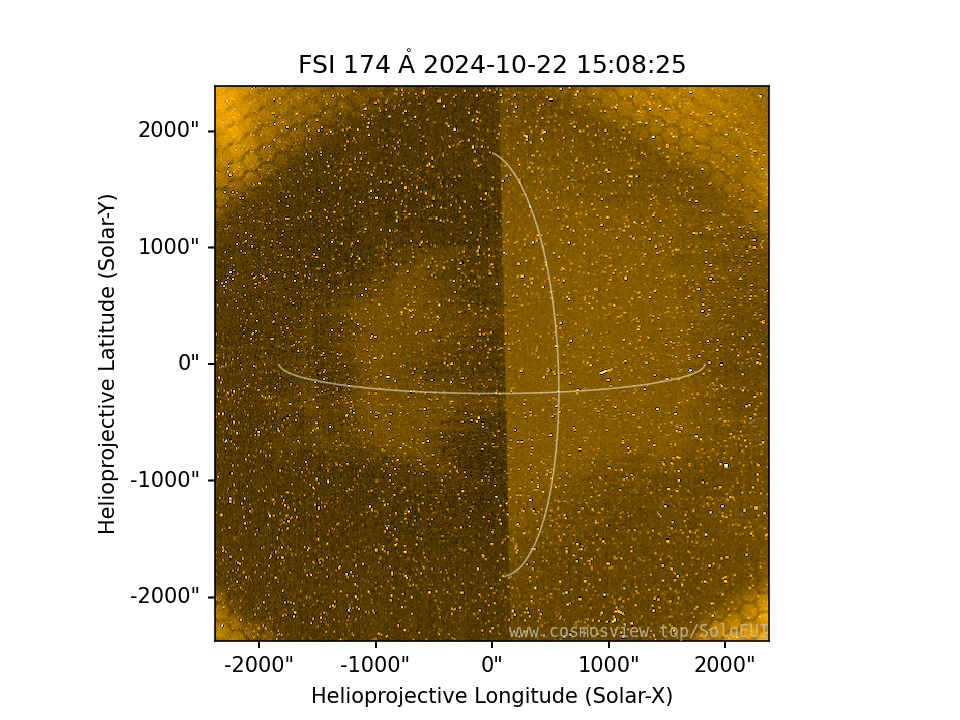 FSI 174 Å 2024-10-22 15:08:25
Helioprojective Latitude (Solar-Y)
2000"
1000"
0"
-1000"
-2000"
www.cosmosview.top/SoloEUI
-2000" -1000" 0" 1000" 2000"
Helioprojective Longitude (Solar-X)